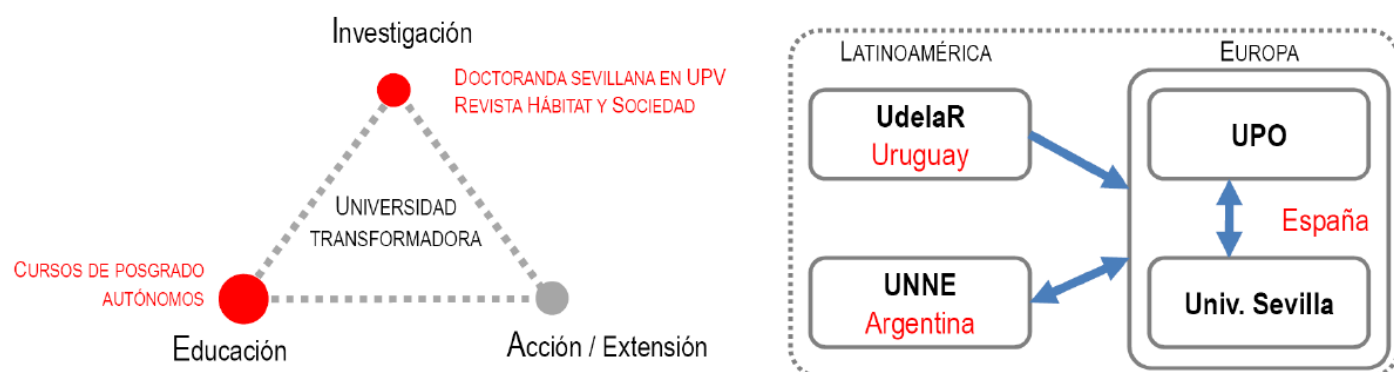 Investigación
DOCTORANDA SEVILLANA EN UPV
REVISTA HÁBITAT Y SOCIEDAD
UNIVERSIDAD
TRANSFORMADORA
CURSOS DE POSGRADO
AUTÓNOMOS
Educación
Acción / Extensión
LATINOAMÉRICA
EUROPA
UdelaR
Uruguay
UPO
España
UNNE
Argentina
Univ. Sevilla